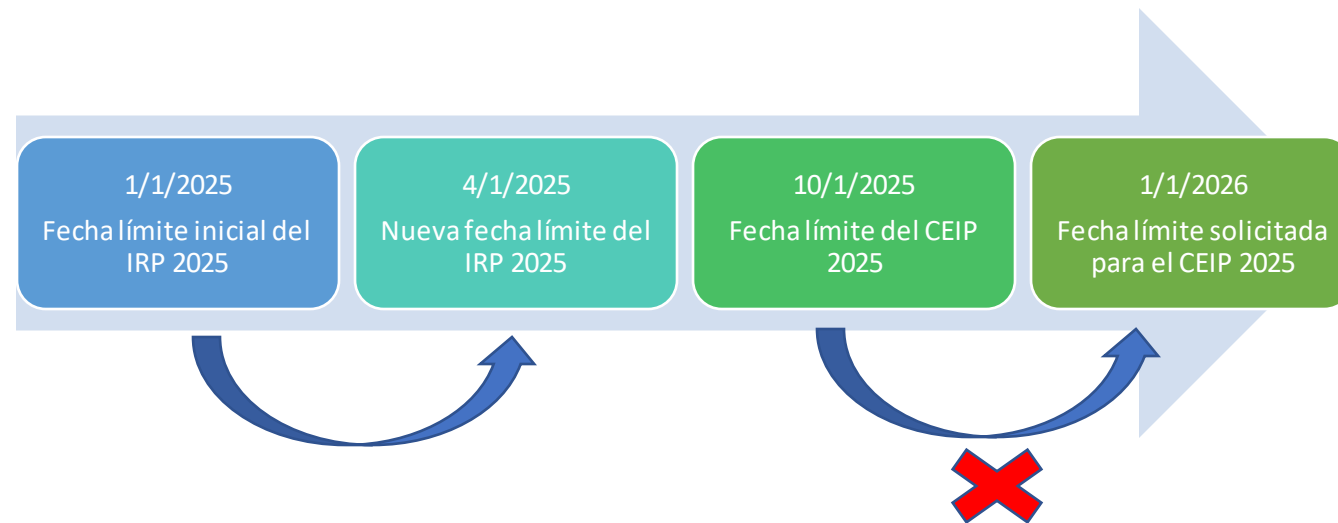 1/1/2025
Fecha límite inicial del
IRP 2025
4/1/2025
Nueva fecha límite del
IRP 2025
10/1/2025
Fecha límite del CEIP
2025
1/1/2026
Fecha límite solicitada
para el CEIP 2025